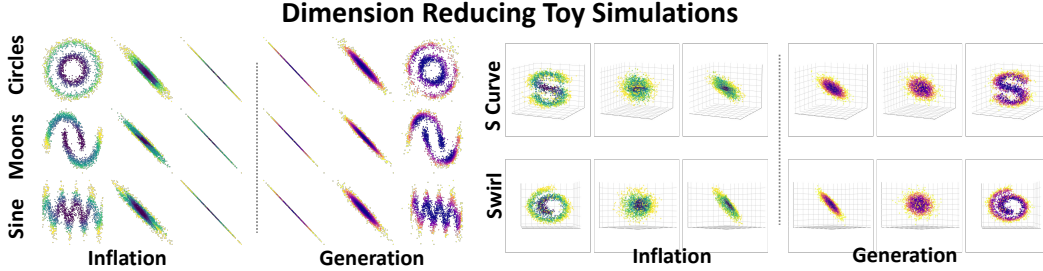 Dimension Reducing Toy Simulations
Circles
Moons
Sine
Inflation
Generation
S Curve
Swirl
Inflation
Generation